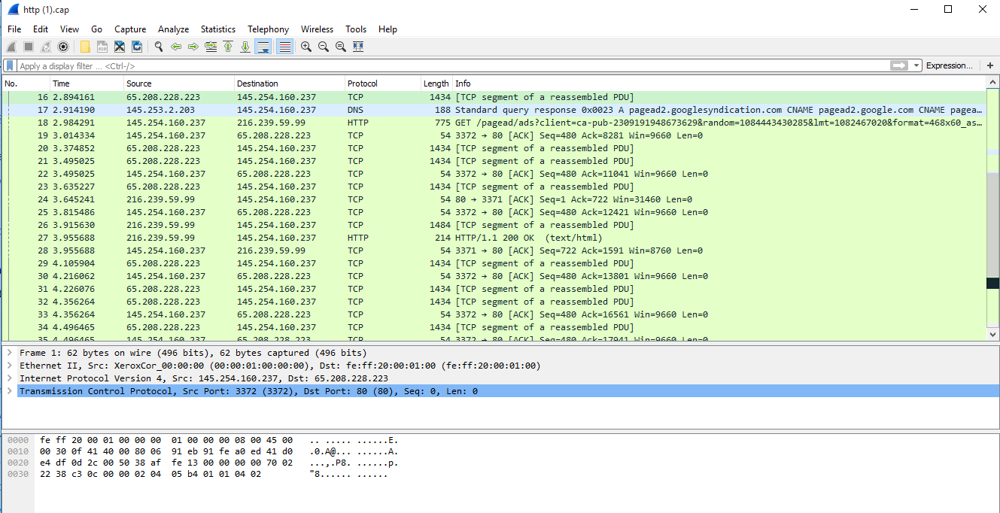 http (1).cap
File Edit View Go Capture Analyze Statistics Telephony Wireless Tools Help
Apply a display filter ... <Ctrl-/> Expression... +
No. Time Source Destination Protocol Length Info
16 2.894161 65.208.228.223 145.254.160.237 TCP 1434 [TCP segment of a reassembled PDU]
17 2.914190 145.253.2.203 145.254.160.237 DNS 188 Standard query response 0x0023 A pagead2.googlesyndication.com CNAME pagead2.google.com CNAME pagea...
18 2.984291 145.254.160.237 216.239.59.99 HTTP 775 GET /pagead/ads?client=ca-pub-2309191948673629&random=1084443430285&lmt=1082467020&format=468x60_as...
19 3.014334 145.254.160.237 65.208.228.223 TCP 54 3372 → 80 [ACK] Seq=480 Ack=8281 Win=9660 Len=0
20 3.374852 65.208.228.223 145.254.160.237 TCP 1434 [TCP segment of a reassembled PDU]
21 3.495025 65.208.228.223 145.254.160.237 TCP 1434 [TCP segment of a reassembled PDU]
22 3.495025 145.254.160.237 65.208.228.223 TCP 54 3372 → 80 [ACK] Seq=480 Ack=11041 Win=9660 Len=0
23 3.635227 65.208.228.223 145.254.160.237 TCP 1434 [TCP segment of a reassembled PDU]
24 3.645241 216.239.59.99 145.254.160.237 TCP 54 80 → 3371 [ACK] Seq=1 Ack=722 Win=31460 Len=0
25 3.815486 145.254.160.237 65.208.228.223 TCP 54 3372 → 80 [ACK] Seq=480 Ack=12421 Win=9660 Len=0
26 3.915630 216.239.59.99 145.254.160.237 TCP 1484 [TCP segment of a reassembled PDU]
27 3.955688 216.239.59.99 145.254.160.237 HTTP 214 HTTP/1.1 200 OK (text/html)
28 3.955688 145.254.160.237 216.239.59.99 TCP 54 3371 → 80 [ACK] Seq=722 Ack=1591 Win=8760 Len=0
29 4.105904 65.208.228.223 145.254.160.237 TCP 1434 [TCP segment of a reassembled PDU]
30 4.216062 145.254.160.237 65.208.228.223 TCP 54 3372 → 80 [ACK] Seq=480 Ack=13801 Win=9660 Len=0
31 4.226076 65.208.228.223 145.254.160.237 TCP 1434 [TCP segment of a reassembled PDU]
32 4.356264 65.208.228.223 145.254.160.237 TCP 1434 [TCP segment of a reassembled PDU]
33 4.356264 145.254.160.237 65.208.228.223 TCP 54 3372 → 80 [ACK] Seq=480 Ack=16561 Win=9660 Len=0
34 4.496465 65.208.228.223 145.254.160.237 TCP 1434 [TCP segment of a reassembled PDU]
35 4.496465 145.254.160.237 65.208.228.223 TCP 54 3372 → 80 [ACK] Seq=480 Ack=17941 Win=9660 Len=0
Frame 1: 62 bytes on wire (496 bits), 62 bytes captured (496 bits)
Ethernet II, Src: XeroxCor_00:00:00 (00:00:01:00:00:00), Dst: fe:ff:20:00:01:00 (fe:ff:20:00:01:00)
Internet Protocol Version 4, Src: 145.254.160.237, Dst: 65.208.228.223
Transmission Control Protocol, Src Port: 3372 (3372), Dst Port: 80 (80), Seq: 0, Len: 0
0000 fe ff 20 00 01 00 00 00 01 00 00 00 08 00 45 00 .. ..... ......E.
0010 00 30 0f 41 40 00 80 06 91 eb 91 fe a0 ed 41 d0 .0.A@... ......A.
0020 e4 df 0d 2c 00 50 38 af fe 13 00 00 00 00 70 02 ...,.P8. ......p.
0030 22 38 c3 0c 00 00 02 04 05 b4 01 01 04 02 "8...... ......